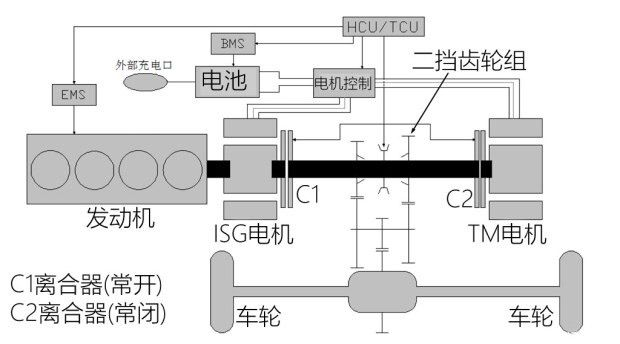 HCU/TCU
BMS
外部充电口
电池
电机控制
二挡齿轮组
EMS
C1
C2
发动机
ISG电机
TM电机
C1离合器(常开)
C2离合器(常闭)
车轮
车轮